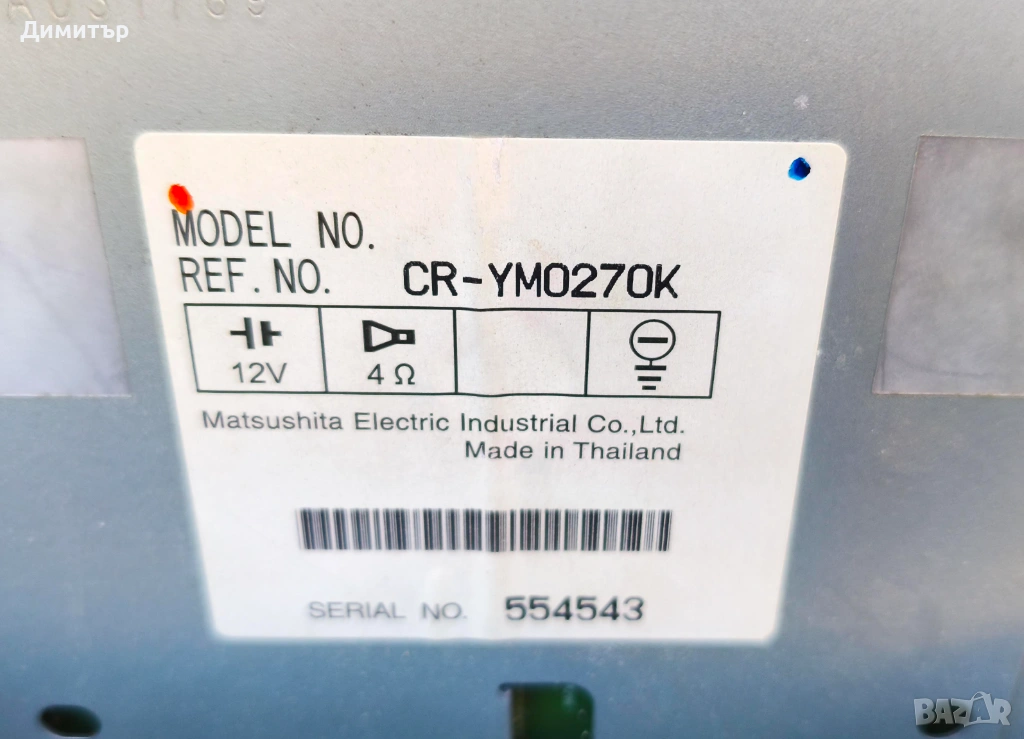 Димитър
MODEL NO.
REF. NO. CR-YM0270K
12V 4 Ω
Matsushita Electric Industrial Co.,Ltd.
Made in Thailand
SERIAL NO. 554543
BAZAR